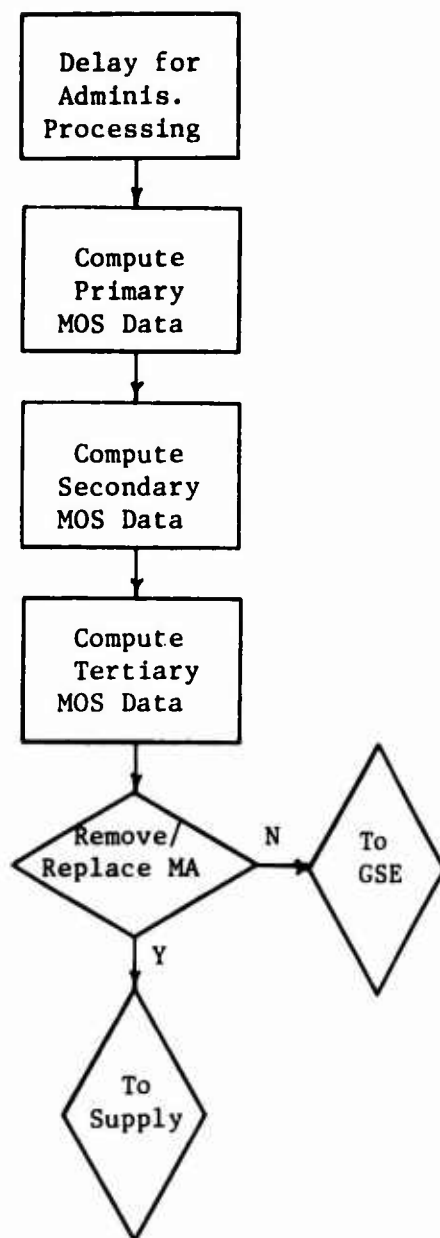 Delay for
Adminis.
Processing
Compute
Primary
MOS Data
Compute
Secondary
MOS Data
Compute
Tertiary
MOS Data
Remove/
Replace MA
N
To
GSE
Y
To
Supply